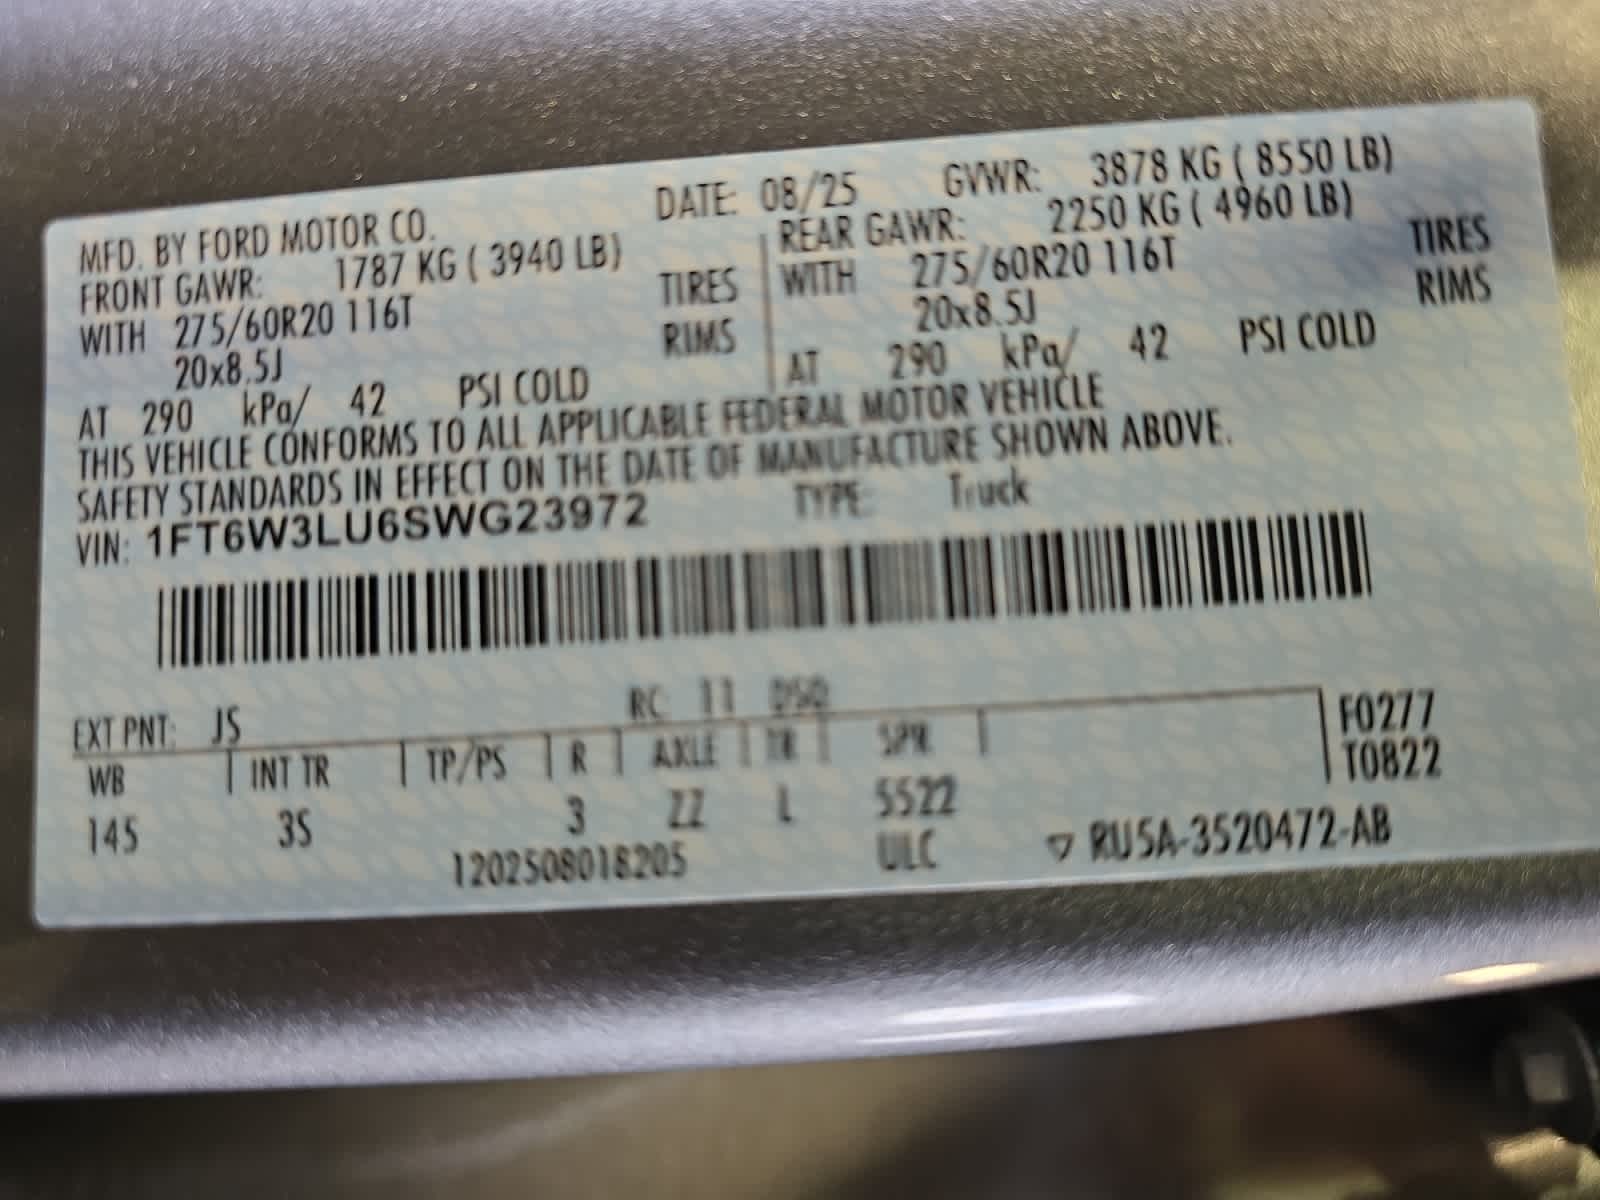 MFD. BY FORD MOTOR CO. DATE: 08/25 GVWR: 3878 KG ( 8550 LB)
FRONT GAWR: 1787 KG ( 3940 LB) REAR GAWR: 2250 KG ( 4960 LB)
WITH 275/60R20 116T TIRES WITH 275/60R20 116T TIRES
20x8.5J RIMS 20x8.5J RIMS
AT 290 kPa/ 42 PSI COLD AT 290 kPa/ 42 PSI COLD
THIS VEHICLE CONFORMS TO ALL APPLICABLE FEDERAL MOTOR VEHICLE
SAFETY STANDARDS IN EFFECT ON THE DATE OF MANUFACTURE SHOWN ABOVE.
VIN: 1FT6W3LU6SWG23972 TYPE: Truck
EXT PNT: JS RC 11 DSO F0277
WB INT TR TP/PS R AXLE TR SPR T0822
145 3S 3 ZZ L 5522
1202508018205 ULC ▽ RU5A-3520472-AB